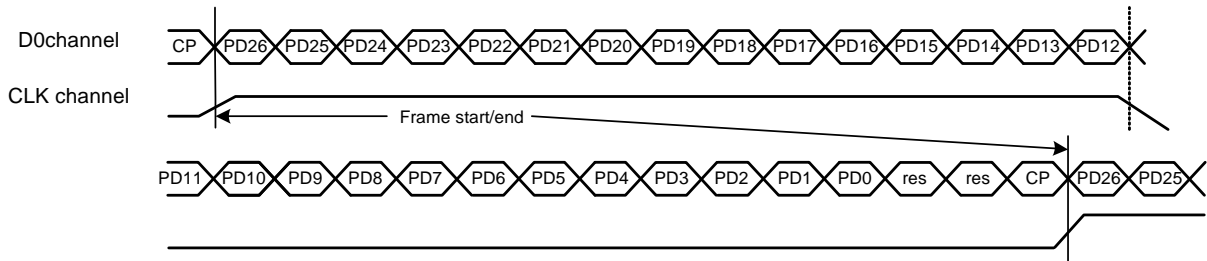 D0channel CP PD26 PD25 PD24 PD23 PD22 PD21 PD20 PD19 PD18 PD17 PD16 PD15 PD14 PD13 PD12
CLK channel
Frame start/end
PD11 PD10 PD9 PD8 PD7 PD6 PD5 PD4 PD3 PD2 PD1 PD0 res res CP PD26 PD25